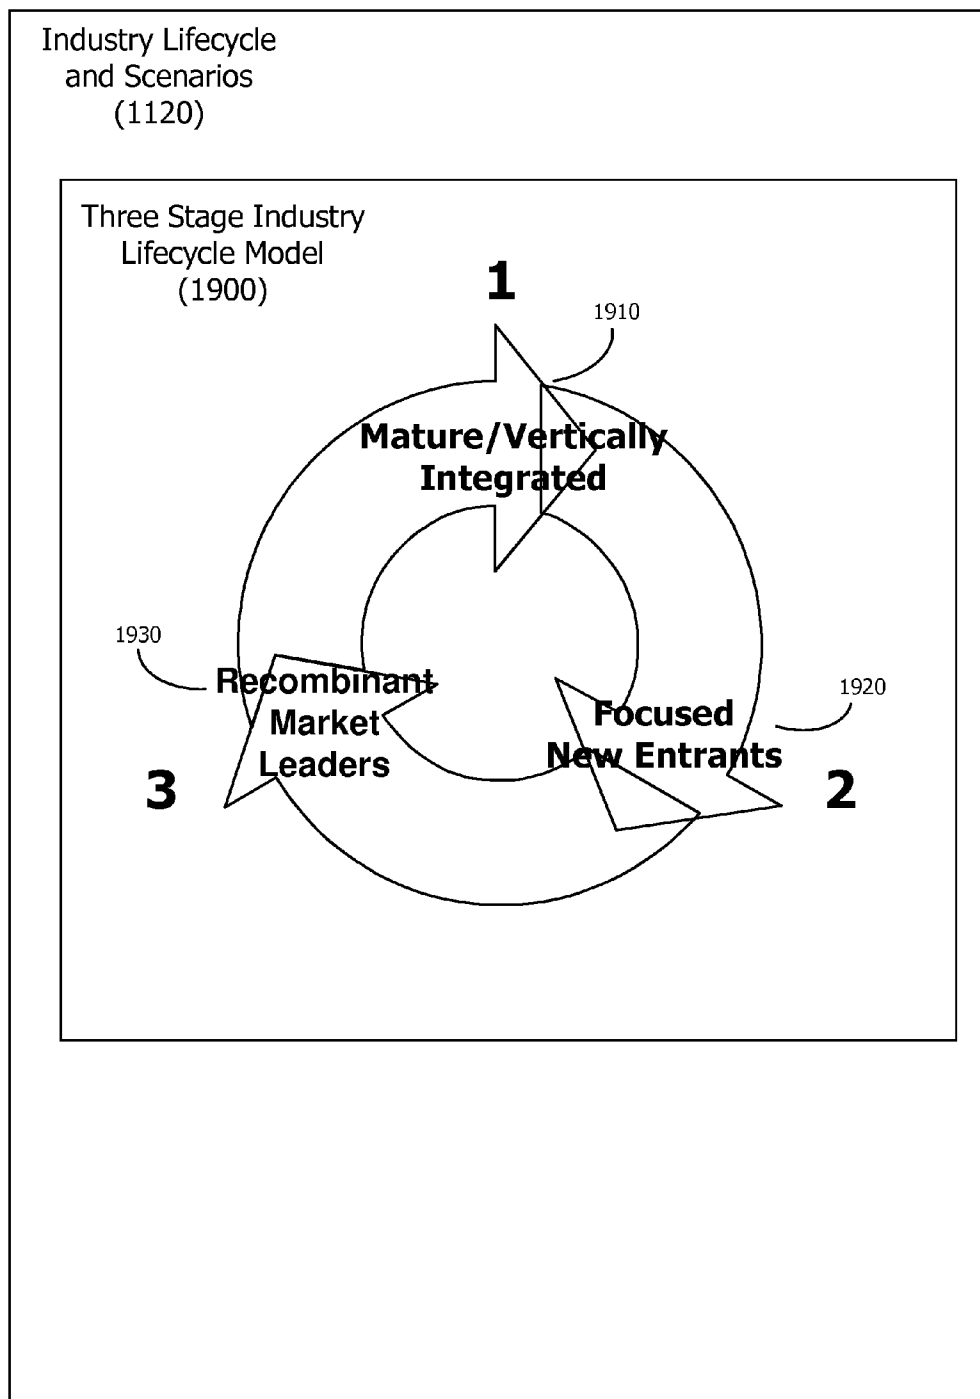 Industry Lifecycle
and Scenarios
(1120)
Three Stage Industry
Lifecycle Model
(1900)
1
1910
Mature/Vertically
Integrated
1930
Recombinant
Market
Leaders
3
1920
Focused
New Entrants
2